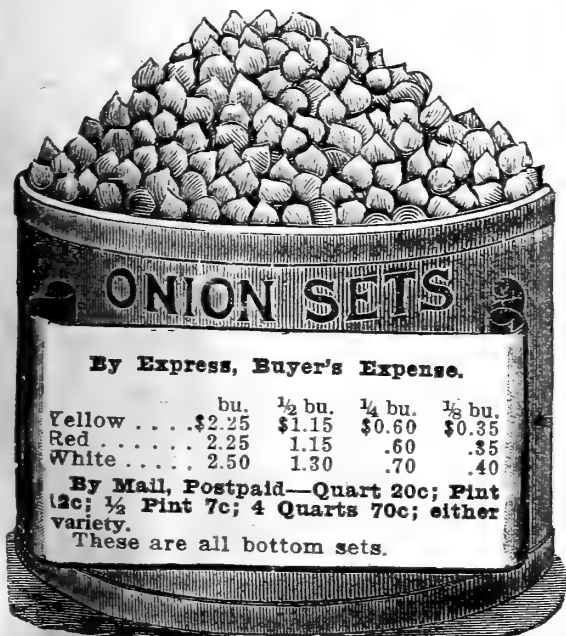 ONION SETS
By Express, Buyer's Expense.
bu. ½ bu. ¼ bu. ⅛ bu.
Yellow ....$2.25 $1.15 $0.60 $0.35
Red ...... 2.25 1.15 .60 .35
White ..... 2.50 1.30 .70 .40
By Mail, Postpaid—Quart 20c; Pint
12c; ½ Pint 7c; 4 Quarts 70c; either
variety.
These are all bottom sets.